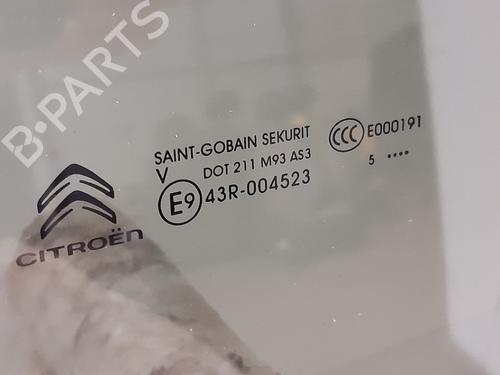 B-PARTS
CITROËN
SAINT-GOBAIN SEKURIT
V DOT 211 M93 AS3
E9 43R-004523
CCC E000191
5 ····